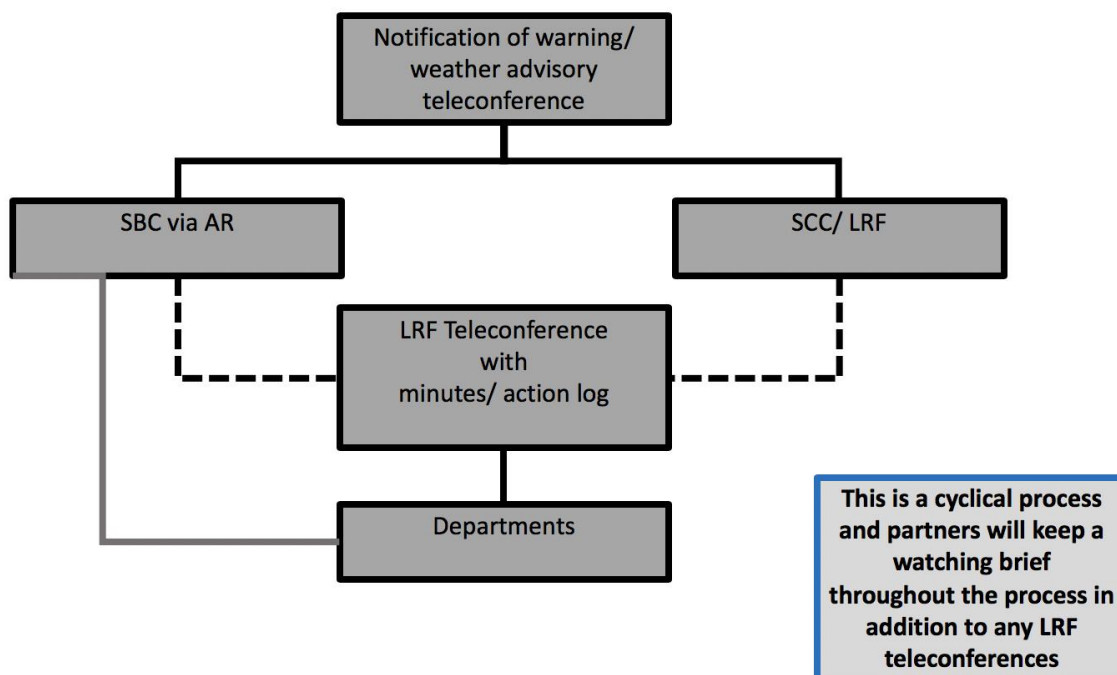 Notification of warning/
weather advisory
teleconference
SBC via AR
SCC/ LRF
LRF Teleconference
with
minutes/ action log
Departments
This is a cyclical process
and partners will keep a
watching brief
throughout the process in
addition to any LRF
teleconferences